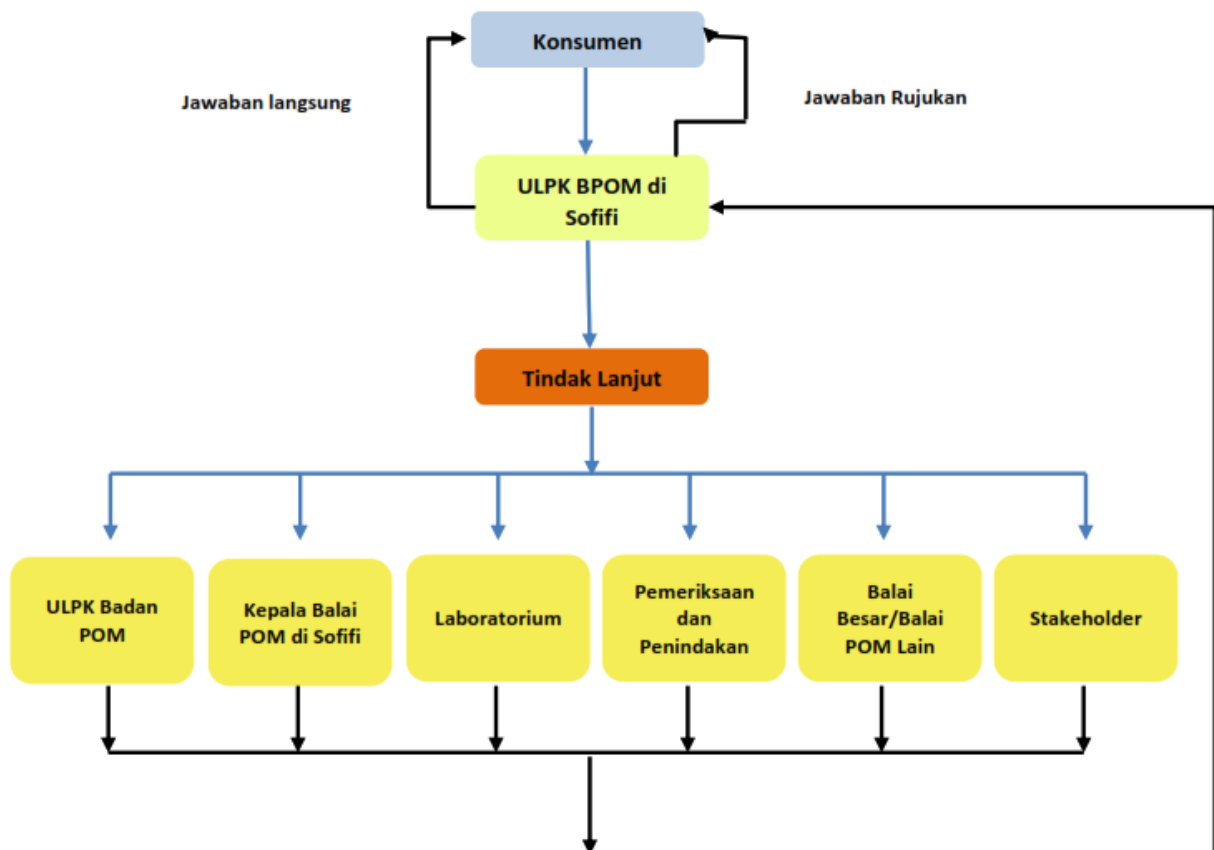 Konsumen
Jawaban langsung
Jawaban Rujukan
ULPK BPOM di
Sofifi
Tindak Lanjut
ULPK Badan
POM
Kepala Balai
POM di Sofifi
Laboratorium
Pemeriksaan
dan
Penindakan
Balai
Besar/Balai
POM Lain
Stakeholder